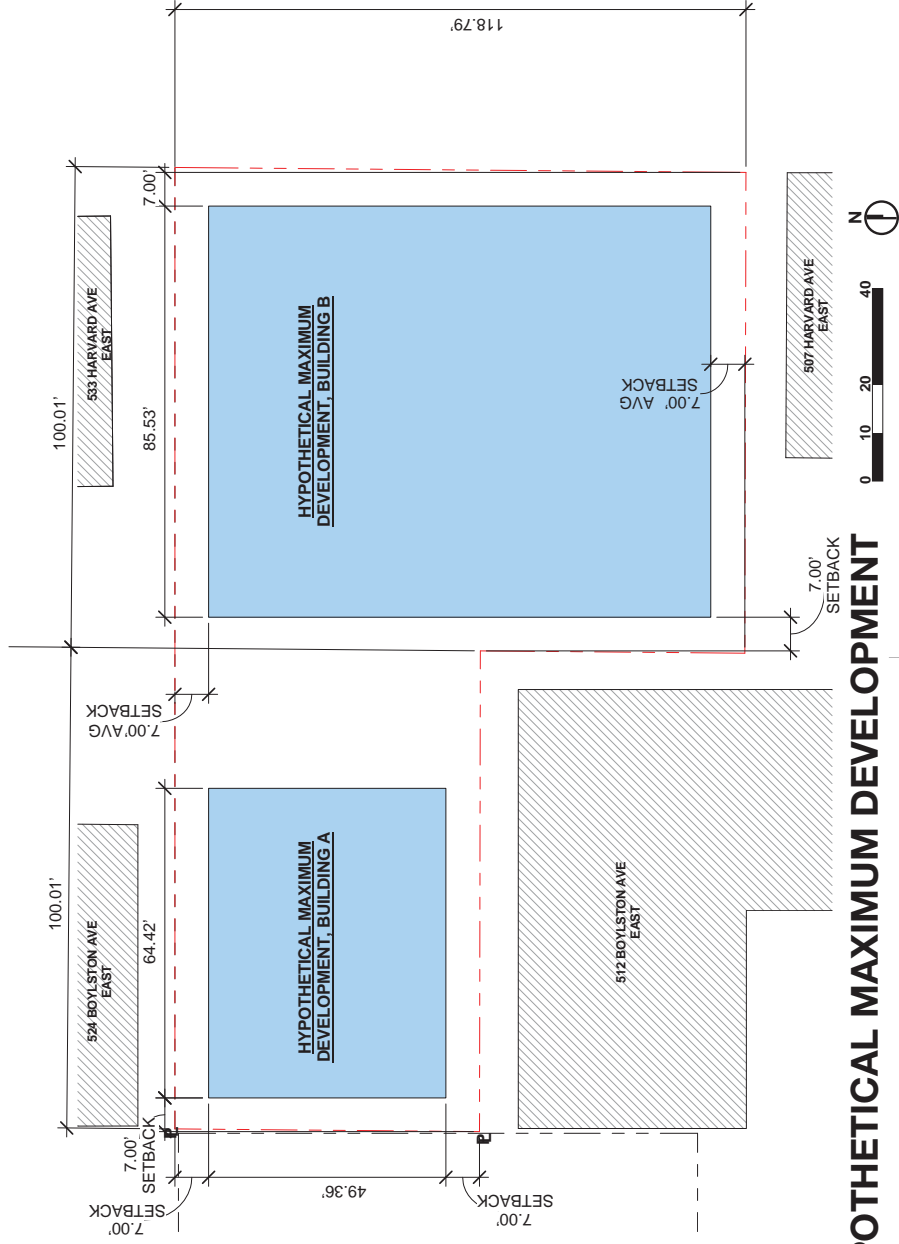 118.79'
100.01'
7.00'
533 HARVARD AVE
EAST
85.53'
HYPOTHETICAL MAXIMUM
DEVELOPMENT, BUILDING B
7.00' AVG
SETBACK
507 HARVARD AVE
EAST
N
0 10 20 40
7.00'
SETBACK
7.00' AVG
SETBACK
100.01'
524 BOYLSTON AVE
EAST
64.42'
HYPOTHETICAL MAXIMUM
DEVELOPMENT, BUILDING A
512 BOYLSTON AVE
EAST
7.00'
SETBACK
PL
PL
7.00'
SETBACK
49.36'
7.00'
SETBACK
POTHETICAL MAXIMUM DEVELOPMENT